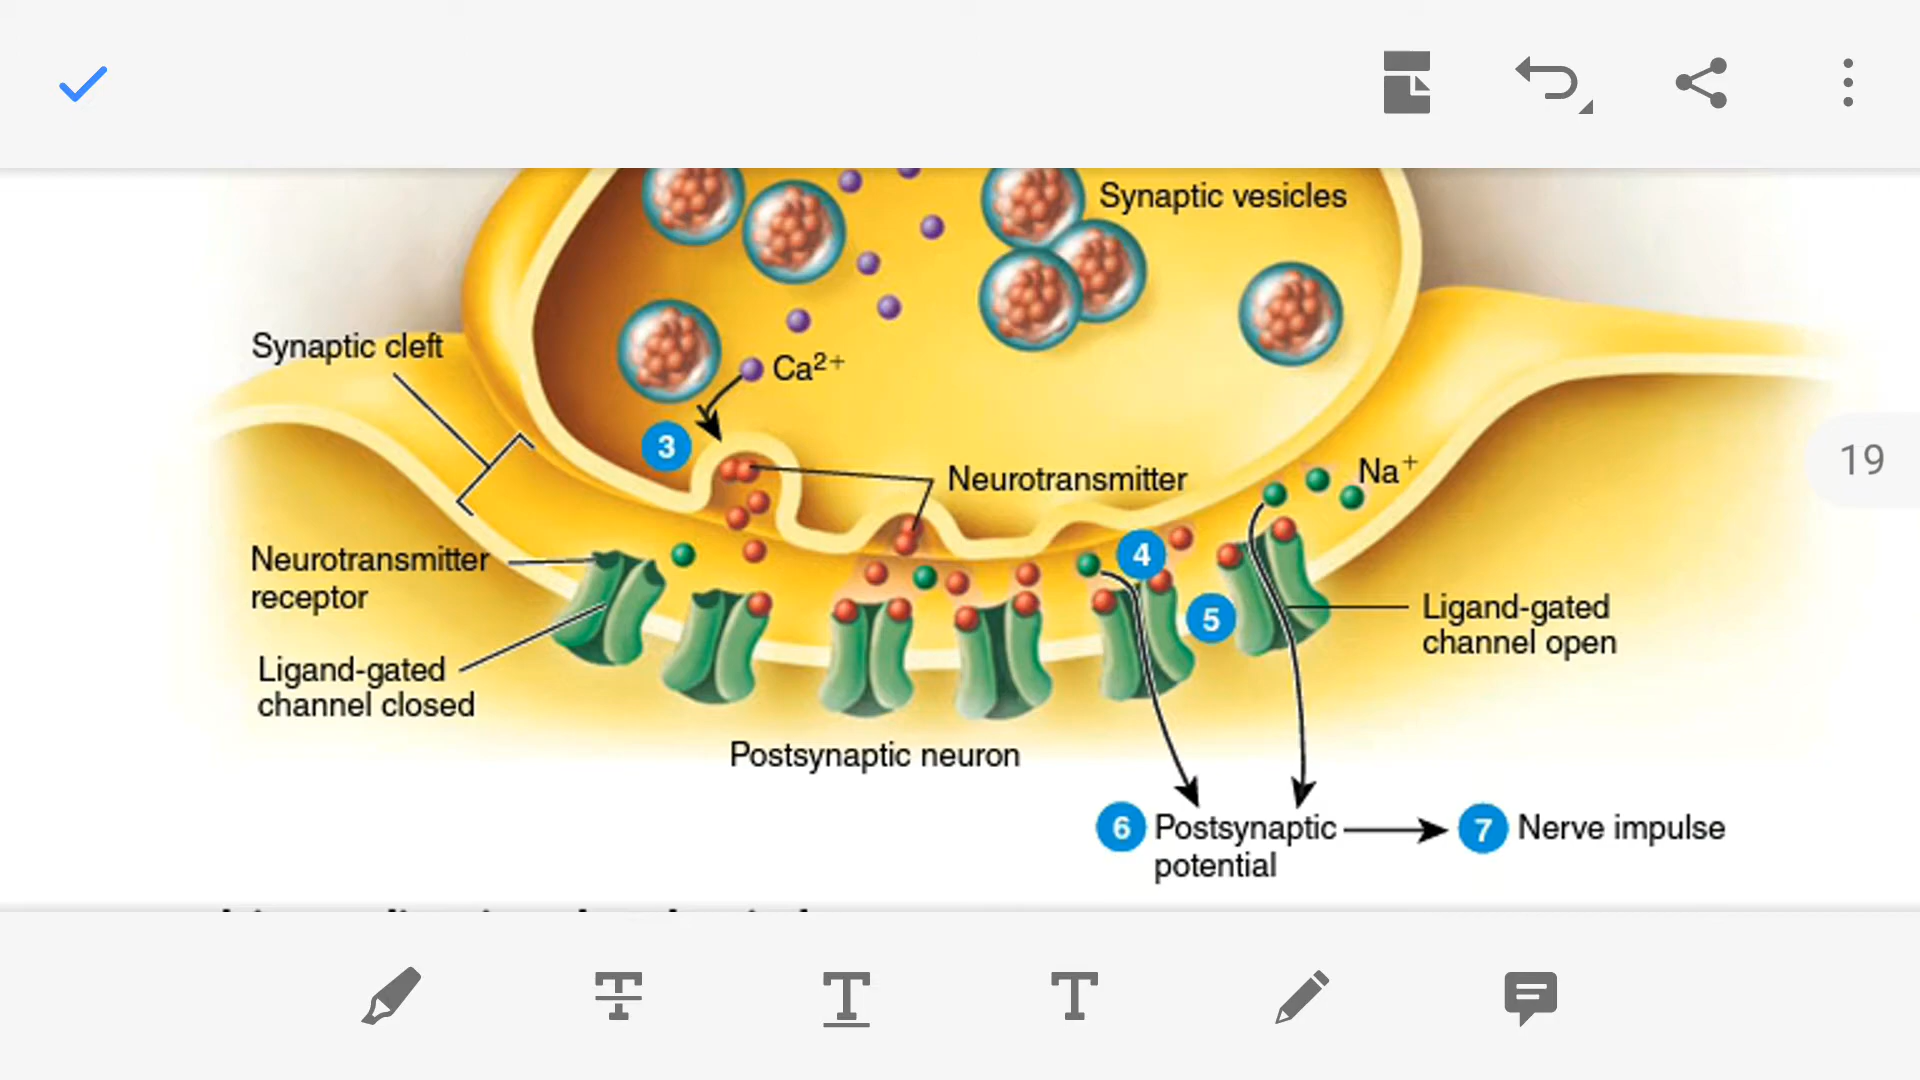 Synaptic vesicles
Synaptic cleft
Ca2+
3
Neurotransmitter
Na+
19
4
Neurotransmitter
receptor
5
Ligand-gated
channel open
Ligand-gated
channel closed
Postsynaptic neuron
6 Postsynaptic
potential
7 Nerve impulse